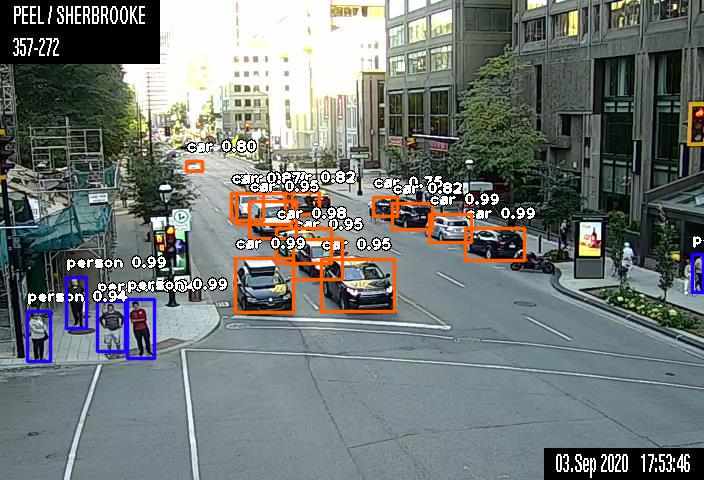 PEEL / SHERBROOKE
357-272
car 0.80
car 0.87
0.82
car 0.95
car 0.75
car 0.82
car 0.99
car 0.99
car 0.98
car 0.95
car 0.99
car 0.95
person 0.99
person 0.99
person 0.94
03.Sep 2020 17:53:46